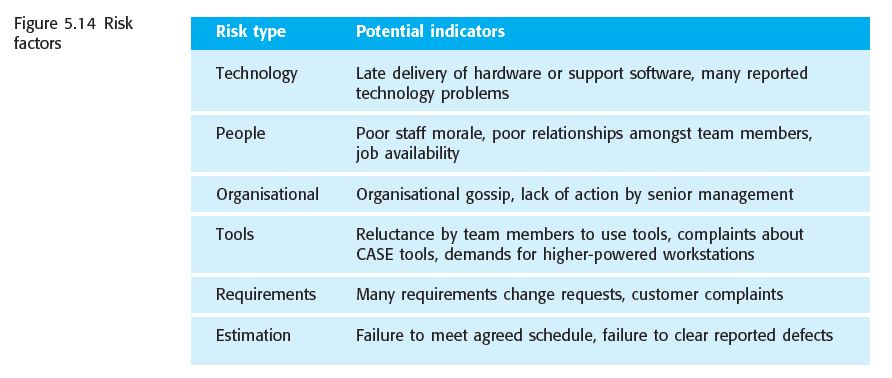 Figure 5.14 Risk
factors
Risk type Potential indicators
Technology Late delivery of hardware or support software, many reported
technology problems
People Poor staff morale, poor relationships amongst team members,
job availability
Organisational Organisational gossip, lack of action by senior management
Tools Reluctance by team members to use tools, complaints about
CASE tools, demands for higher-powered workstations
Requirements Many requirements change requests, customer complaints
Estimation Failure to meet agreed schedule, failure to clear reported defects